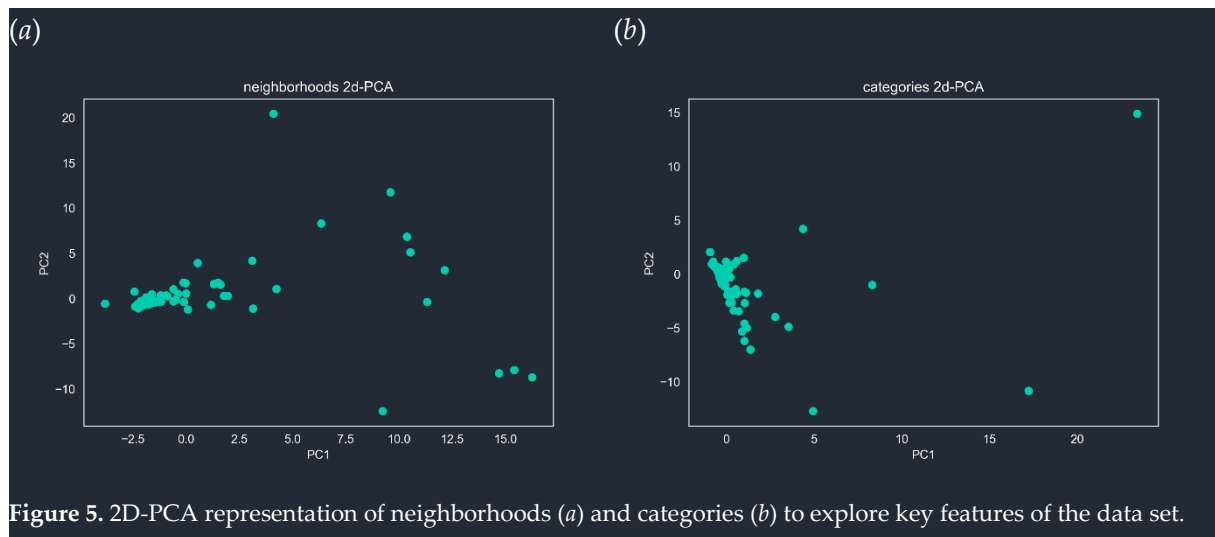 (a)
(b)
neighborhoods 2d-PCA
20
15
10
5
0
−5
−10
PC2
−2.5 0.0 2.5 5.0 7.5 10.0 12.5 15.0
PC1
categories 2d-PCA
15
10
5
0
−5
−10
PC2
0 5 10 15 20
PC1
Figure 5. 2D-PCA representation of neighborhoods (a) and categories (b) to explore key features of the data set.